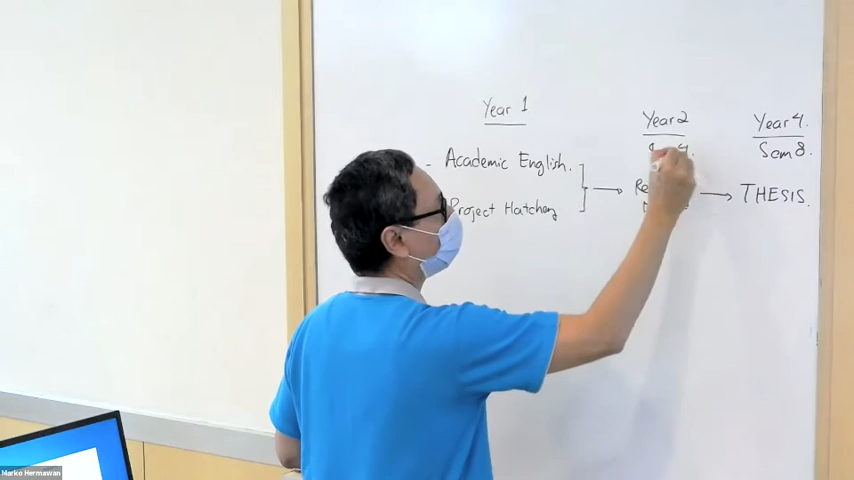 Year 1
- Academic English.
Project Hatchery
Year 2
Year 4.
Sem 8.
THESIS.
Marko Hermawan